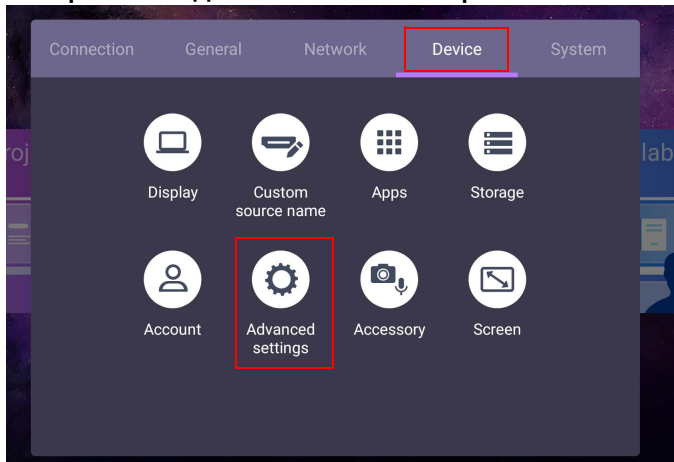 Connection General Network Device System
Display Custom source name Apps Storage
Account Advanced settings Accessory Screen